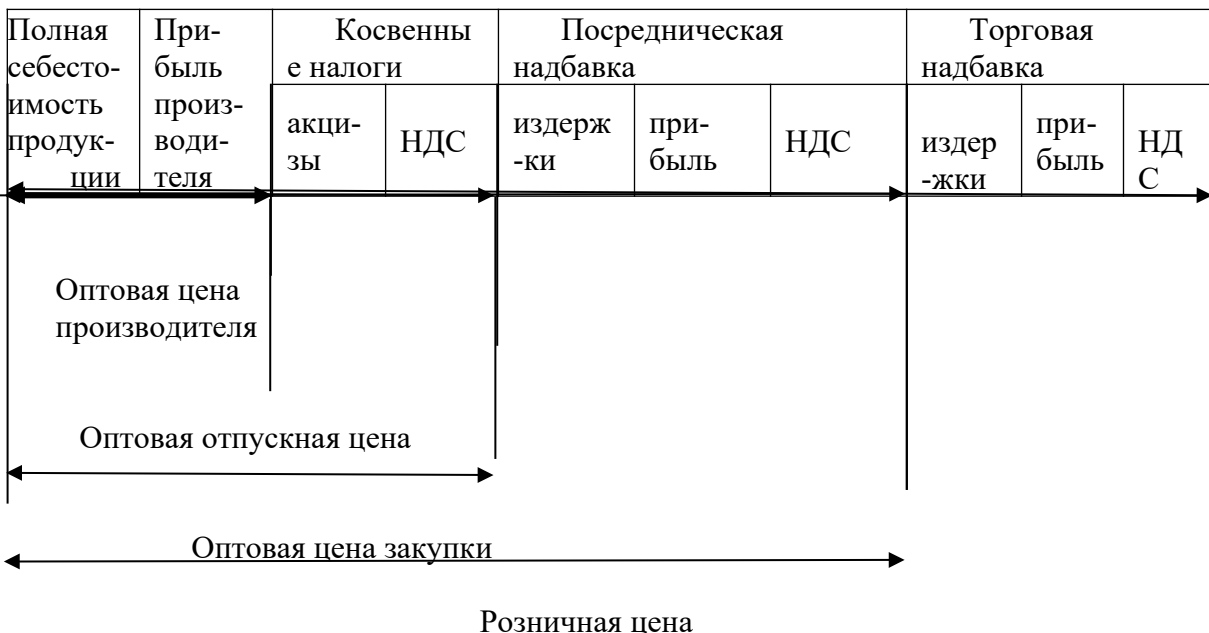 Полная
себесто-
имость
продук-
ции
При-
быль
произ-
води-
теля
Косвенны
е налоги
Посредническая
надбавка
Торговая
надбавка
акци-
зы
НДС
издерж
-ки
при-
быль
НДС
издер
-жки
при-
быль
НД
С
Оптовая цена
производителя
Оптовая отпускная цена
Оптовая цена закупки
Розничная цена